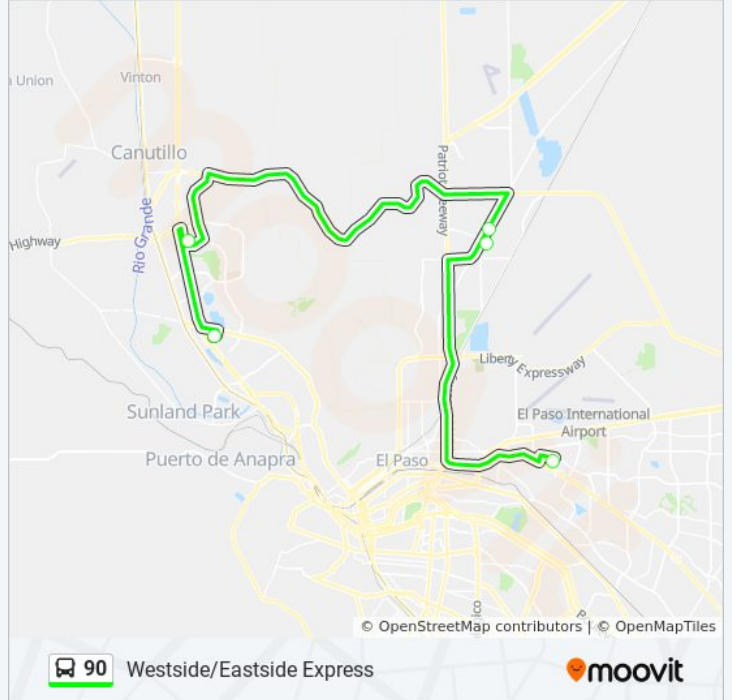 n Union
Vinton
Canutillo
Patriot Freeway
Highway
Rio Grande
Liberty Expressway
Sunland Park
El Paso International
Airport
Puerto de Anapra
El Paso
© OpenStreetMap contributors | © OpenMapTiles
90 Westside/Eastside Express
moovit